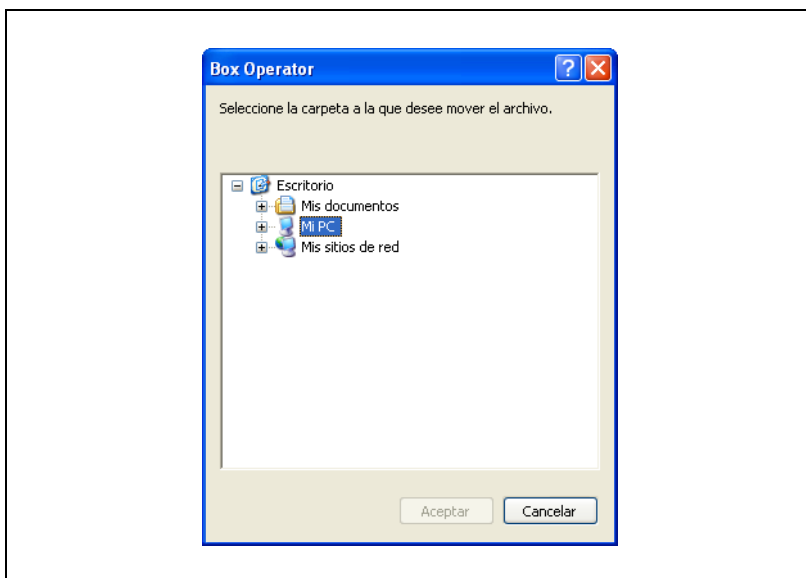 Box Operator
Seleccione la carpeta a la que desee mover el archivo.
Escritorio
Mis documentos
Mi PC
Mis sitios de red
Aceptar Cancelar